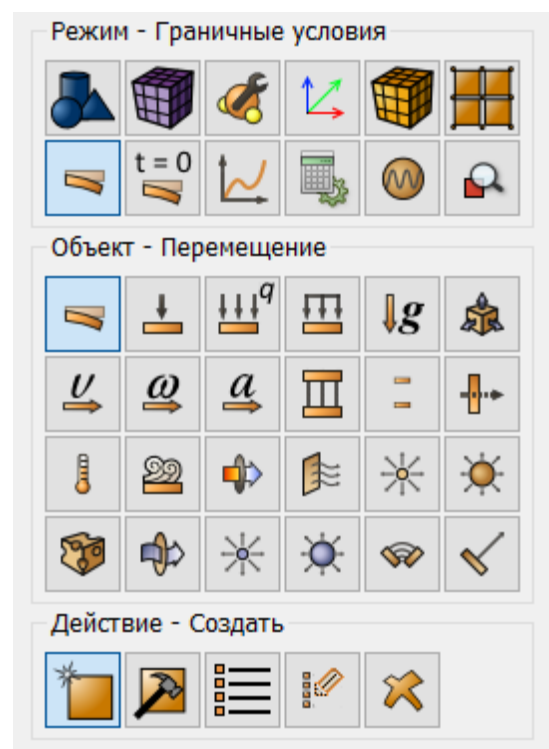 Режим - Граничные условия
t = 0
Объект - Перемещение
q
g
υ ω a
Действие - Создать